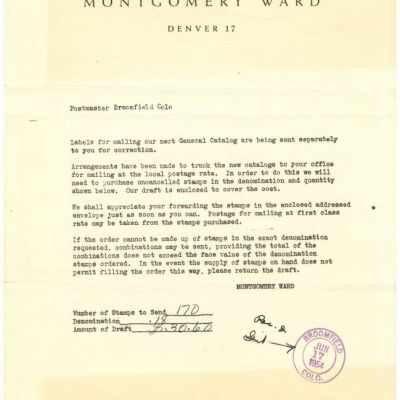 MONTGOMERY WARD
DENVER 17
Postmaster Broomfield Colo
Labels for mailing our next General Catalog are being sent separately
to you for correction.
Arrangements have been made to truck the new catalogs to your office
for mailing at the local postage rate. In order to do this we will
need to purchase uncancelled stamps in the denomination and quantity
shown below. Our draft is enclosed to cover the cost.
We shall appreciate your forwarding the stamps in the enclosed addressed
envelope just as soon as you can. Postage for mailing at first class
rate may be taken from the stamps purchased.
If the order cannot be made up of stamps in the exact denomination
requested, combinations may be sent, providing the total of the
combinations does not exceed the face value of the denomination
stamps ordered. In the event the supply of stamps on hand does not
permit filling the order this way, please return the draft.
MONTGOMERY WARD
Number of Stamps to Send 170
Denomination .18
Amount of Draft 30.60
Rec. &
Sent
BROOMFIELD
JUN
17
1954
COLO.